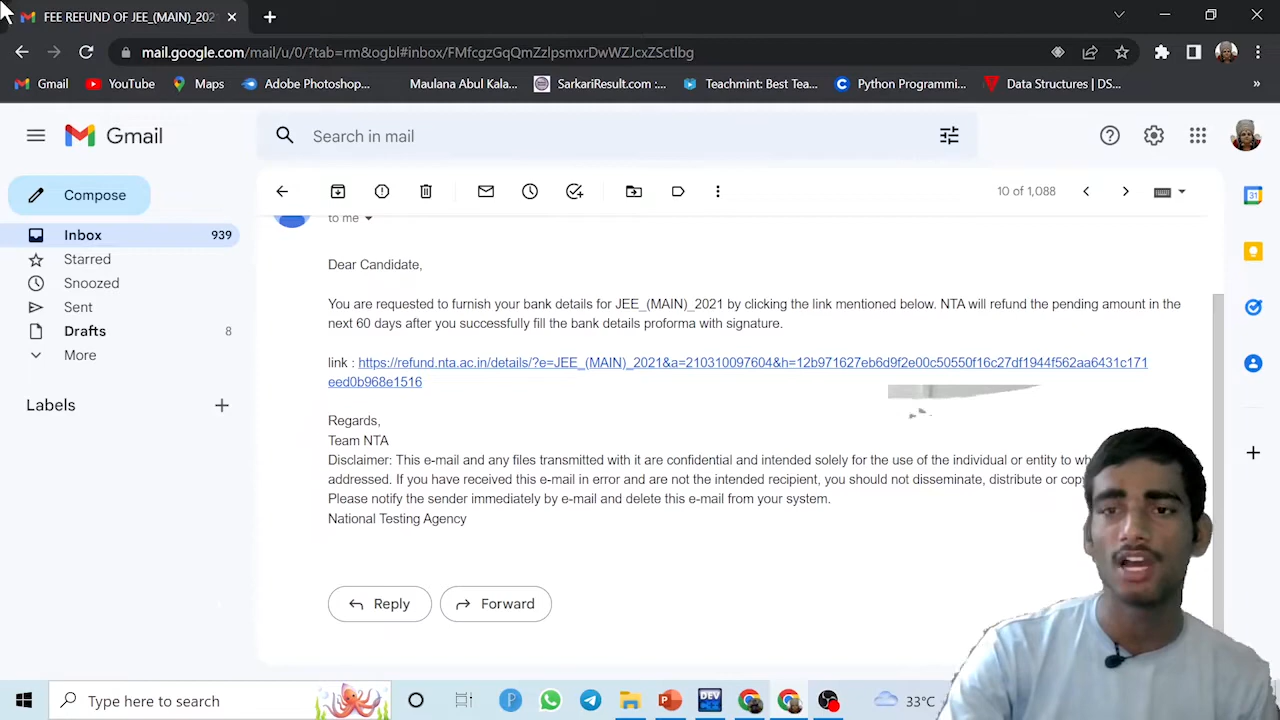 FEE REFUND OF JEE_(MAIN)_202
mail.google.com/mail/u/0/?tab=rm&ogbl#inbox/FMfcgzGqQmZzlpsmxrDwWZJcxZSctlbg
Gmail YouTube Maps Adobe Photoshop... Maulana Abul Kala... SarkariResult.com:... Teachmint: Best Tea... Python Programmi... Data Structures | DS... »
Gmail
Search in mail
Compose
10 of 1,088
Inbox 939
Starred
Snoozed
Sent
Drafts 8
More
Labels
to me
Dear Candidate,
You are requested to furnish your bank details for JEE_(MAIN)_2021 by clicking the link mentioned below. NTA will refund the pending amount in the
next 60 days after you successfully fill the bank details proforma with signature.
link : https://refund.nta.ac.in/details/?e=JEE_(MAIN)_2021&a=210310097604&h=12b971627eb6d9f2e00c50550f16c27df1944f562aa6431c171
eed0b968e1516
Regards,
Team NTA
Disclaimer: This e-mail and any files transmitted with it are confidential and intended solely for the use of the individual or entity to
addressed. If you have received this e-mail in error and are not the intended recipient, you should not disseminate, distribute or copy
Please notify the sender immediately by e-mail and delete this e-mail from your system.
National Testing Agency
Reply
Forward
31
Type here to search
DEV
33°C